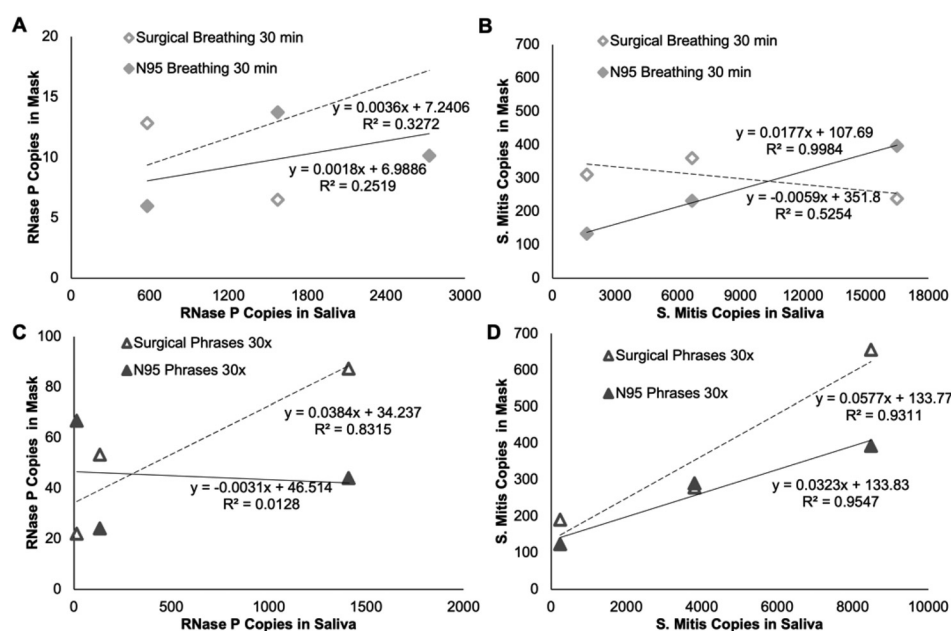 A
20
15
10
5
0
RNase P Copies in Mask
Surgical Breathing 30 min
N95 Breathing 30 min
y = 0.0036x + 7.2406
R² = 0.3272
y = 0.0018x + 6.9886
R² = 0.2519
0 600 1200 1800 2400 3000
RNase P Copies in Saliva
B
700
600
500
400
300
200
100
0
S. Mitis Copies in Mask
Surgical Breathing 30 min
N95 Breathing 30 min
y = 0.0177x + 107.69
R² = 0.9984
y = -0.0059x + 351.8
R² = 0.5254
0 3000 6000 9000 12000 15000 18000
S. Mitis Copies in Saliva
C
100
80
60
40
20
0
RNase P Copies in Mask
Surgical Phrases 30x
N95 Phrases 30x
y = 0.0384x + 34.237
R² = 0.8315
y = -0.0031x + 46.514
R² = 0.0128
0 500 1000 1500 2000
RNase P Copies in Saliva
D
700
600
500
400
300
200
100
0
S. Mitis Copies in Mask
Surgical Phrases 30x
N95 Phrases 30x
y = 0.0577x + 133.77
R² = 0.9311
y = 0.0323x + 133.83
R² = 0.9547
0 2000 4000 6000 8000 10000
S. Mitis Copies in Saliva